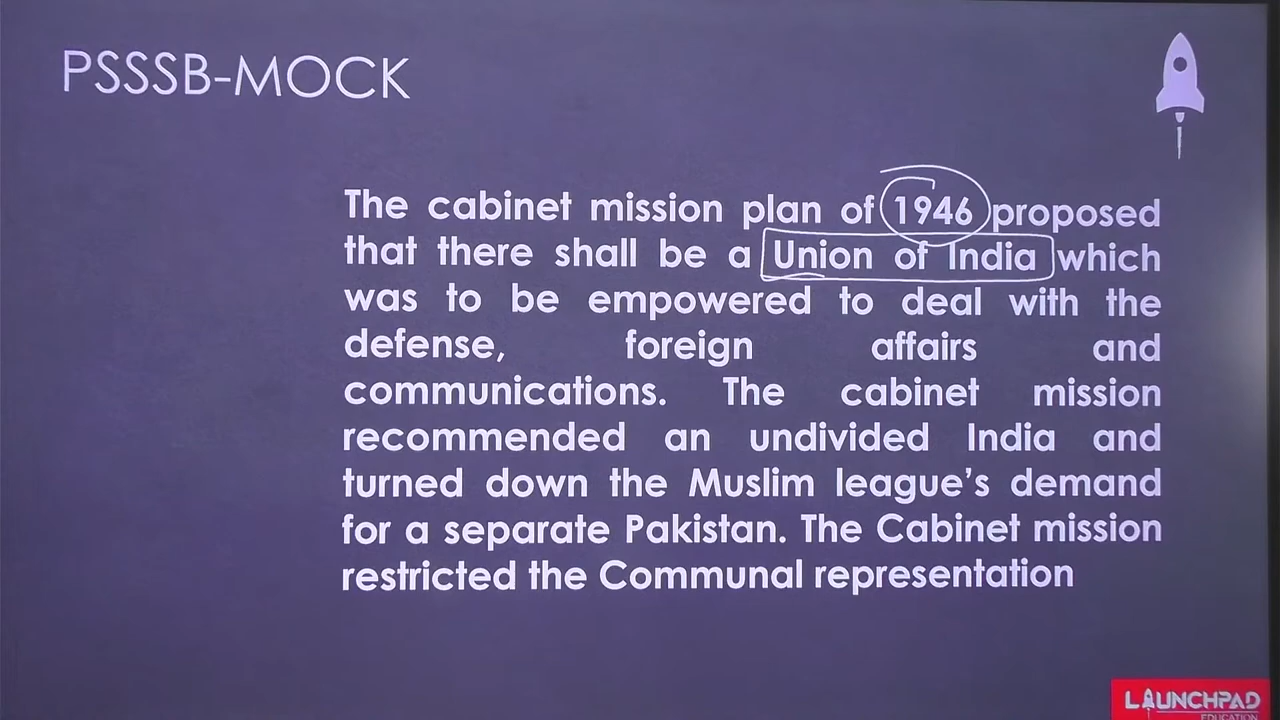 PSSSB-MOCK
The cabinet mission plan of 1946 proposed
that there shall be a Union of India which
was to be empowered to deal with the
defense, foreign affairs and
communications. The cabinet mission
recommended an undivided India and
turned down the Muslim league's demand
for a separate Pakistan. The Cabinet mission
restricted the Communal representation
LAUNCHPAD
EDUCATION